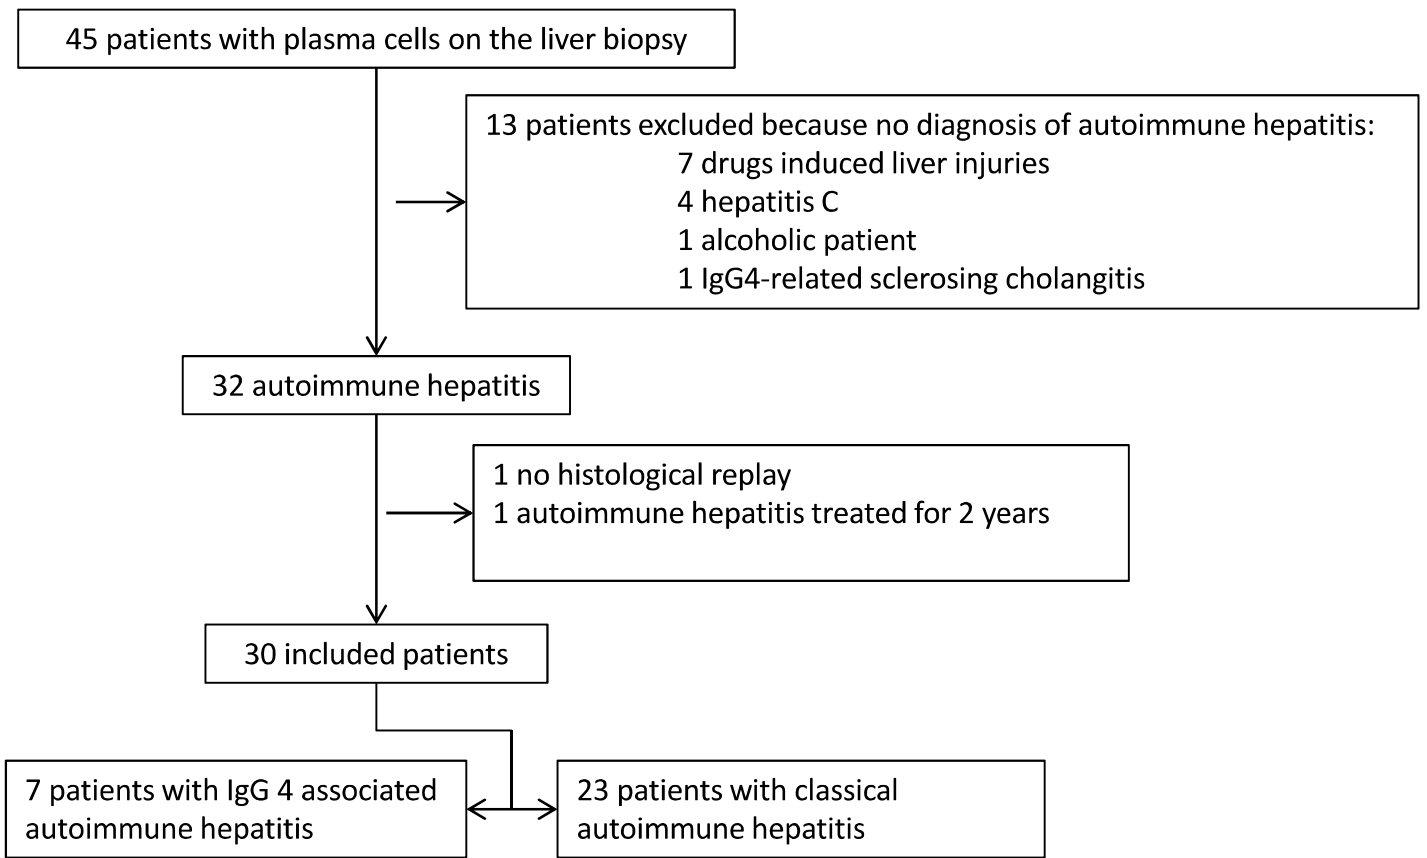 45 patients with plasma cells on the liver biopsy
13 patients excluded because no diagnosis of autoimmune hepatitis:
7 drugs induced liver injuries
4 hepatitis C
1 alcoholic patient
1 IgG4-related sclerosing cholangitis
32 autoimmune hepatitis
1 no histological replay
1 autoimmune hepatitis treated for 2 years
30 included patients
7 patients with IgG 4 associated
autoimmune hepatitis
23 patients with classical
autoimmune hepatitis